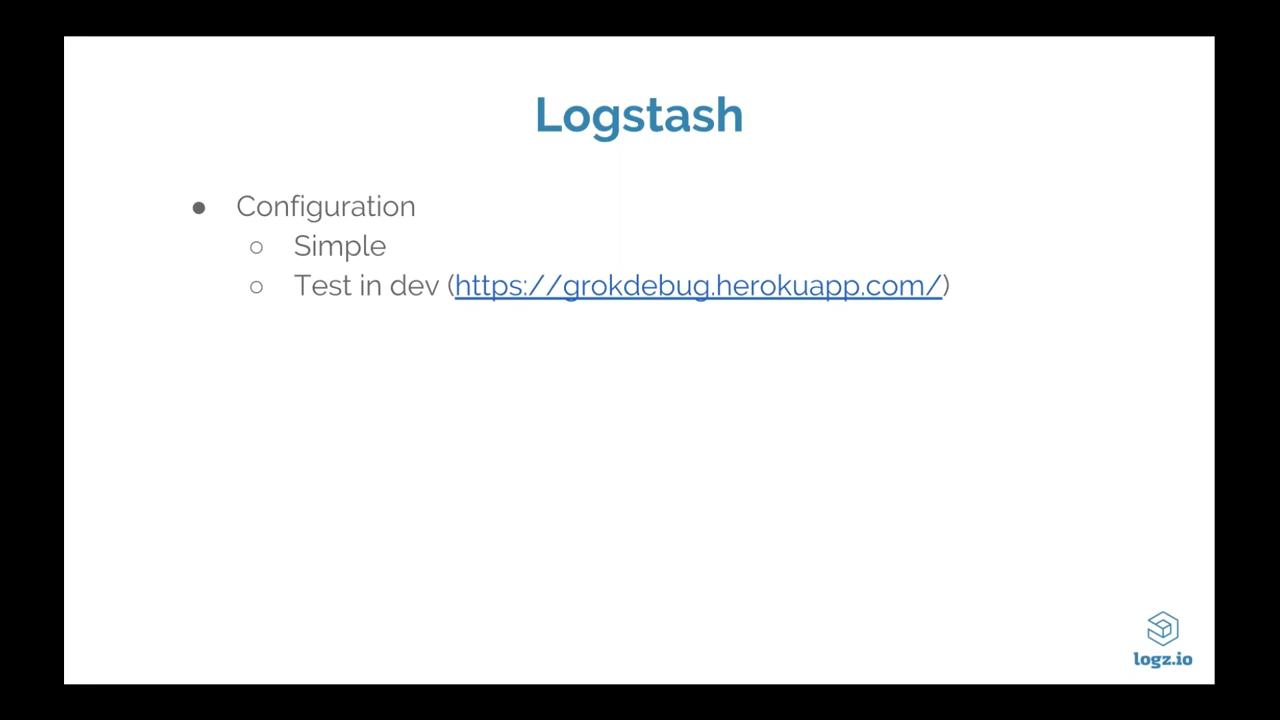 Logstash
● Configuration
○ Simple
○ Test in dev (https://grokdebug.herokuapp.com/)
logz.io